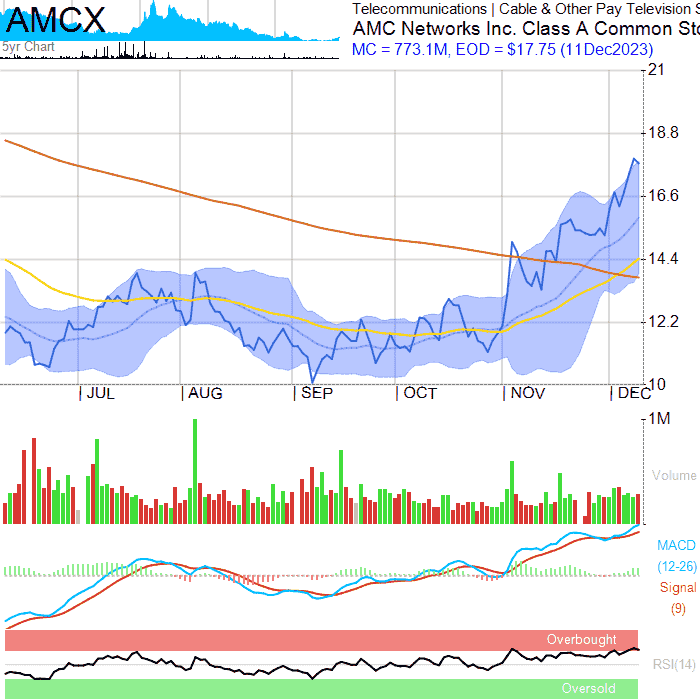 AMCX
5yr Chart
Telecommunications | Cable & Other Pay Television S
AMC Networks Inc. Class A Common Sto
MC = 773.1M, EOD = $17.75 (11Dec2023)
21
18.8
16.6
14.4
12.2
10
JUL AUG SEP OCT NOV DEC
1M
Volume
MACD
(12-26)
Signal
(9)
Overbought
RSI(14)
Oversold